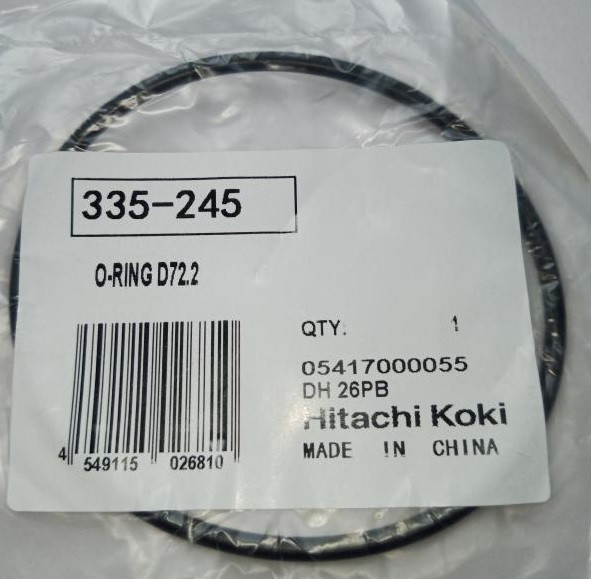 335-245
O-RING D72.2
QTY. 1
05417000055
DH 26PB
Hitachi Koki
MADE IN CHINA
4 549115 026810